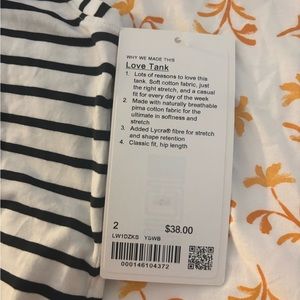 WHY WE MADE THIS
Love Tank
1. Lots of reasons to love this
tank. Soft cotton fabric, just
the right stretch, and a casual
fit for every day of the week
2. Made with naturally breathable
pima cotton fabric for the
ultimate in softness and
stretch
3. Added Lycra® fibre for stretch
and shape retention
4. Classic fit, hip length
2 $38.00
LW1DZKS YGWB
000146104372